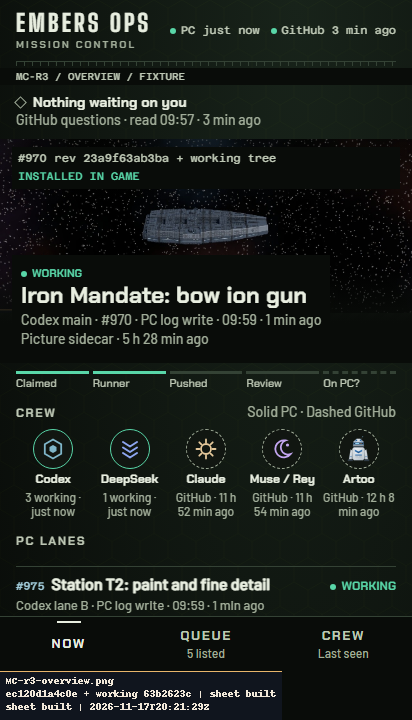 EMBERS OPS
MISSION CONTROL
PC just now
GitHub 3 min ago
MC-R3 / OVERVIEW / FIXTURE
Nothing waiting on you
GitHub questions · read 09:57 · 3 min ago
#970 rev 23a9f63ab3ba + working tree
INSTALLED IN GAME
WORKING
Iron Mandate: bow ion gun
Codex main · #970 · PC log write · 09:59 · 1 min ago
Picture sidecar · 5 h 28 min ago
Claimed Runner Pushed Review On PC?
CREW Solid PC · Dashed GitHub
Codex DeepSeek Claude Muse / Rey Artoo
3 working · 1 working · GitHub · 11 h GitHub · 11 h GitHub · 12 h 8
just now just now 52 min ago 54 min ago min ago
PC LANES
#975 Station T2: paint and fine detail WORKING
Codex lane B · PC log write · 09:59 · 1 min ago
NOW QUEUE CREW
5 listed Last seen
MC-r3-overview.png
ec120d1a4c0e + working 63b2623c | sheet built
sheet built | 2026-11-17r20:21:29z